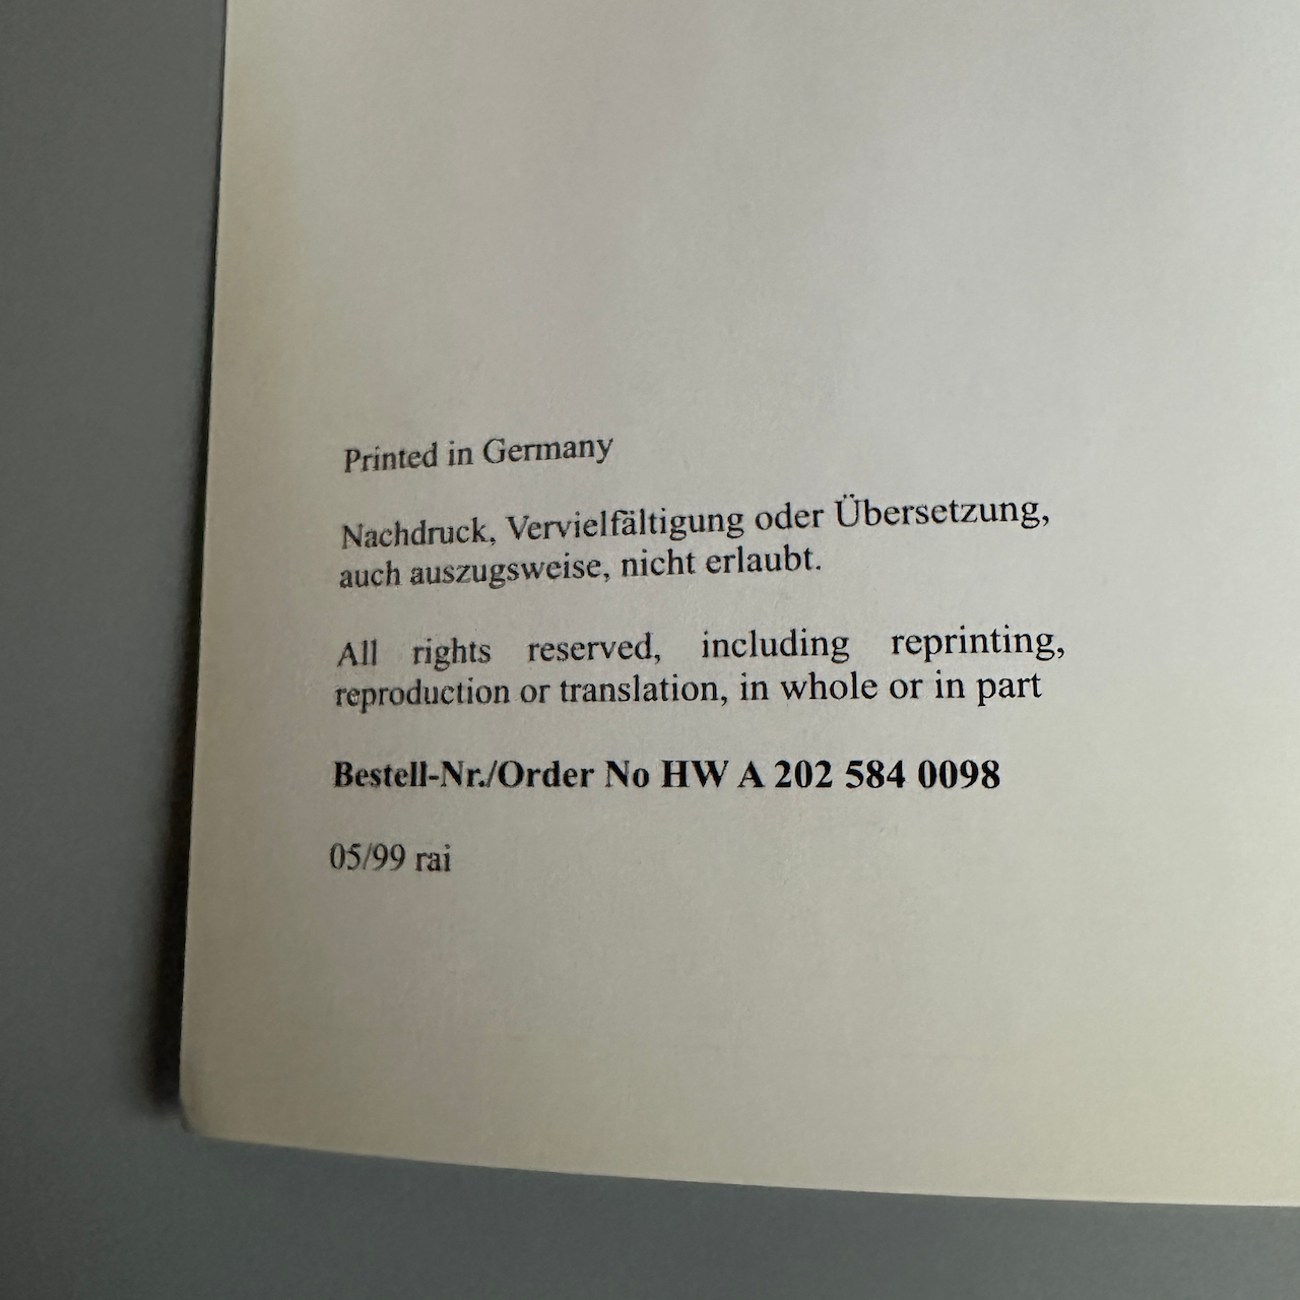 Printed in Germany
Nachdruck, Vervielfältigung oder Übersetzung,
auch auszugsweise, nicht erlaubt.
All rights reserved, including reprinting,
reproduction or translation, in whole or in part
Bestell-Nr./Order No HW A 202 584 0098
05/99 rai